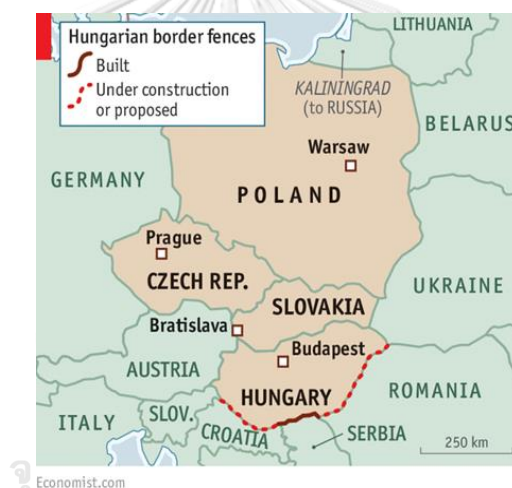 Hungarian border fences
Built
Under construction
or proposed
LITHUANIA
KALININGRAD
(to RUSSIA)
BELARUS
Warsaw
GERMANY
POLAND
Prague
CZECH REP.
UKRAINE
SLOVAKIA
Bratislava
Budapest
AUSTRIA
HUNGARY
ROMANIA
ITALY
SLOV.
CROATIA
SERBIA
250 km
Economist.com